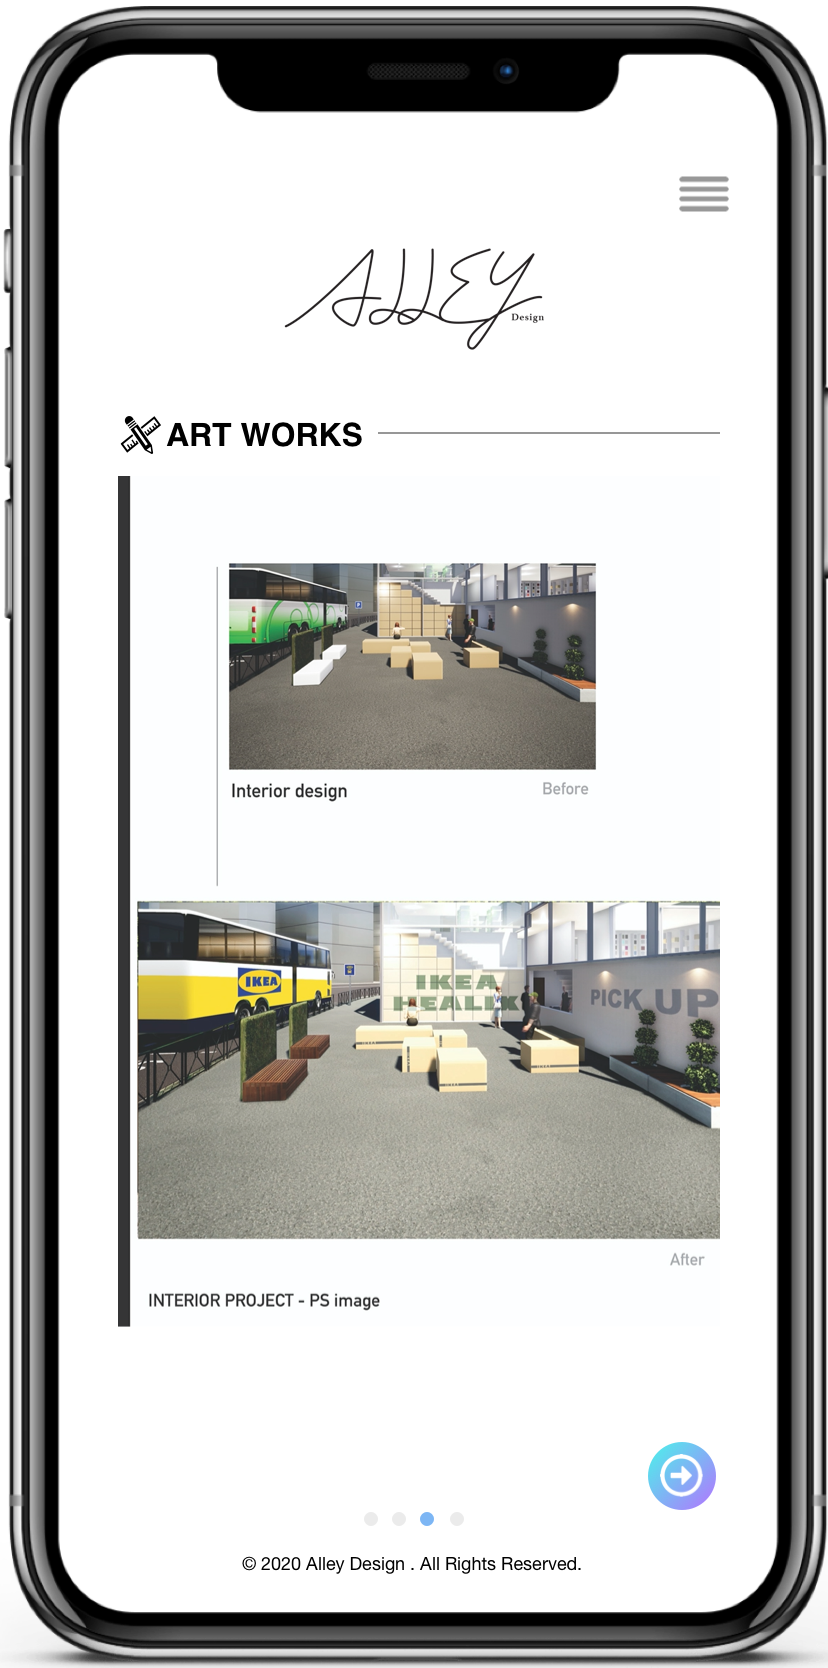 ALLEY
Design
ART WORKS
P
Interior design
Before
IKEA
IKEA
HEALIX
PICK UP
After
INTERIOR PROJECT - PS image
© 2020 Alley Design . All Rights Reserved.